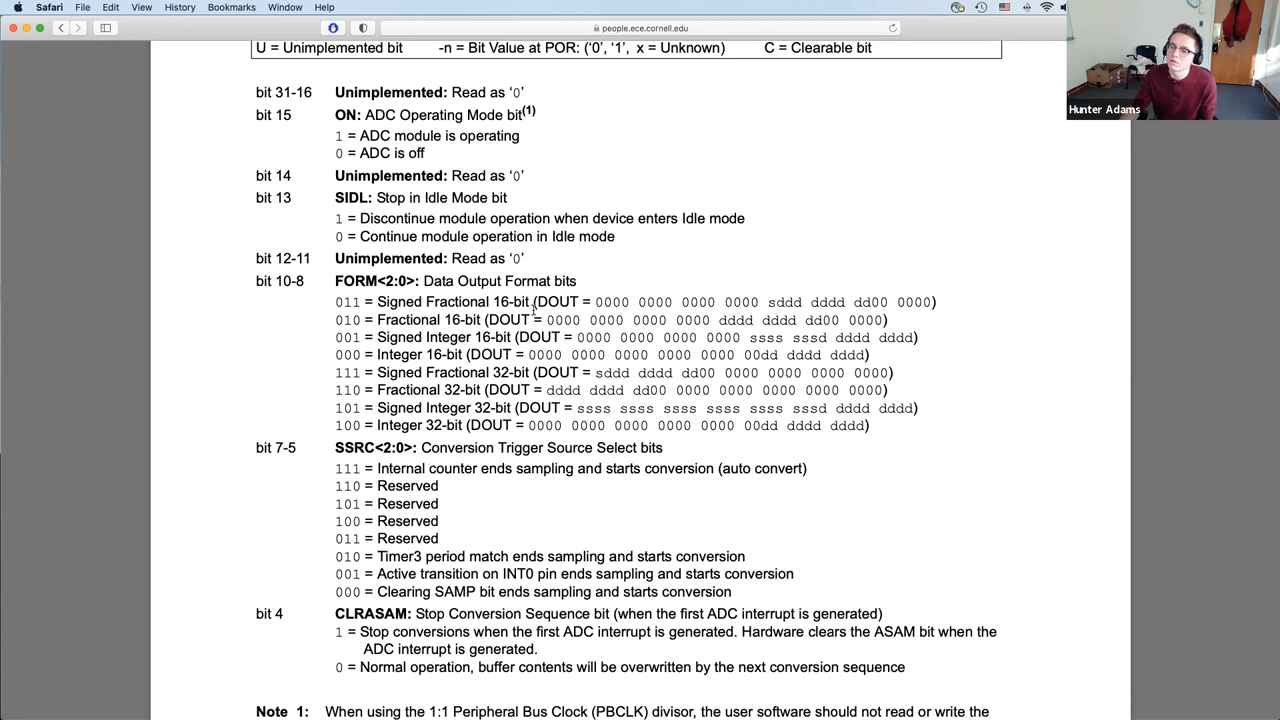 Safari File Edit View History Bookmarks Window Help
people.ece.cornell.edu
U = Unimplemented bit -n = Bit Value at POR: (‘0’, ‘1’, x = Unknown) C = Clearable bit
Hunter Adams
bit 31-16 Unimplemented: Read as ‘0’
bit 15 ON: ADC Operating Mode bit(1)
1 = ADC module is operating
0 = ADC is off
bit 14 Unimplemented: Read as ‘0’
bit 13 SIDL: Stop in Idle Mode bit
1 = Discontinue module operation when device enters Idle mode
0 = Continue module operation in Idle mode
bit 12-11 Unimplemented: Read as ‘0’
bit 10-8 FORM<2:0>: Data Output Format bits
011 = Signed Fractional 16-bit (DOUT = 0000 0000 0000 0000 sddd dddd dd00 0000)
010 = Fractional 16-bit (DOUT = 0000 0000 0000 0000 dddd dddd dd00 0000)
001 = Signed Integer 16-bit (DOUT = 0000 0000 0000 0000 ssss sssd dddd dddd)
000 = Integer 16-bit (DOUT = 0000 0000 0000 0000 0000 00dd dddd dddd)
111 = Signed Fractional 32-bit (DOUT = sddd dddd dd00 0000 0000 0000 0000)
110 = Fractional 32-bit (DOUT = dddd dddd dd00 0000 0000 0000 0000 0000)
101 = Signed Integer 32-bit (DOUT = ssss ssss ssss ssss ssss sssd dddd dddd)
100 = Integer 32-bit (DOUT = 0000 0000 0000 0000 0000 00dd dddd dddd)
bit 7-5 SSRC<2:0>: Conversion Trigger Source Select bits
111 = Internal counter ends sampling and starts conversion (auto convert)
110 = Reserved
101 = Reserved
100 = Reserved
011 = Reserved
010 = Timer3 period match ends sampling and starts conversion
001 = Active transition on INT0 pin ends sampling and starts conversion
000 = Clearing SAMP bit ends sampling and starts conversion
bit 4 CLRASAM: Stop Conversion Sequence bit (when the first ADC interrupt is generated)
1 = Stop conversions when the first ADC interrupt is generated. Hardware clears the ASAM bit when the
ADC interrupt is generated.
0 = Normal operation, buffer contents will be overwritten by the next conversion sequence
Note 1: When using the 1:1 Peripheral Bus Clock (PBCLK) divisor, the user software should not read or write the